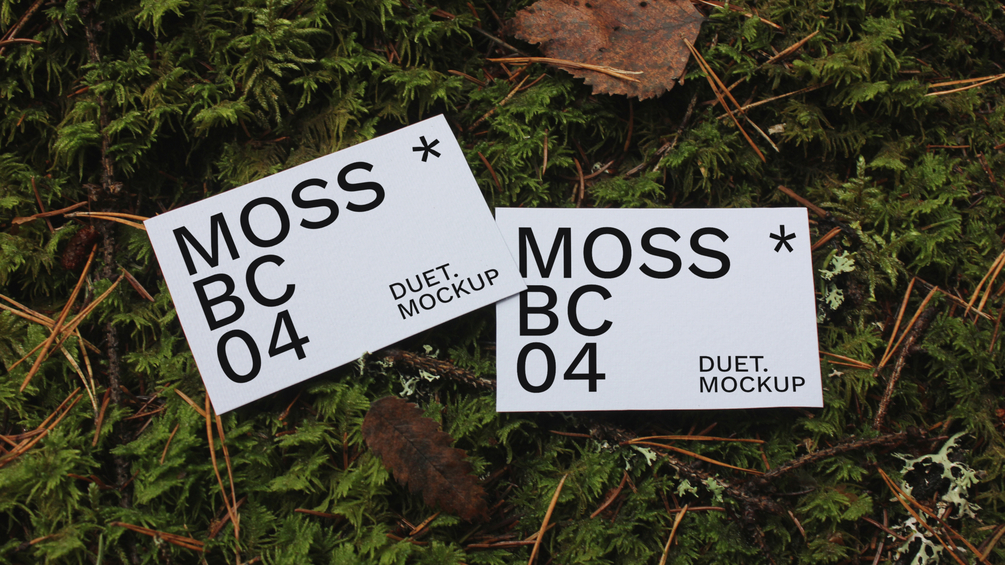 MOSS *
BC
04
DUET.
MOCKUP
MOSS *
BC
04
DUET.
MOCKUP